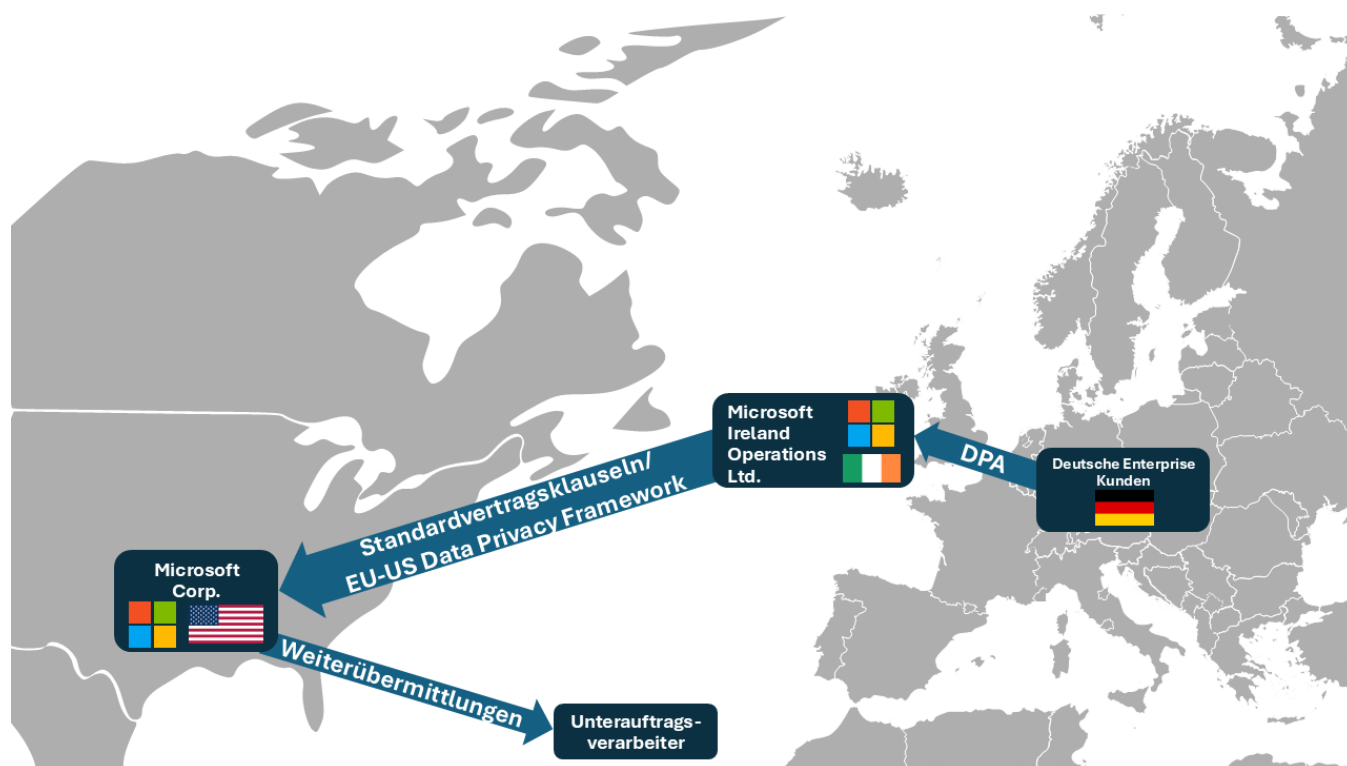 Microsoft
Ireland
Operations
Ltd.
DPA
Deutsche Enterprise
Kunden
Standardvertragsklauseln/
EU-US Data Privacy Framework
Microsoft
Corp.
Weiterübermittlungen
Unterauftrags-
verarbeiter